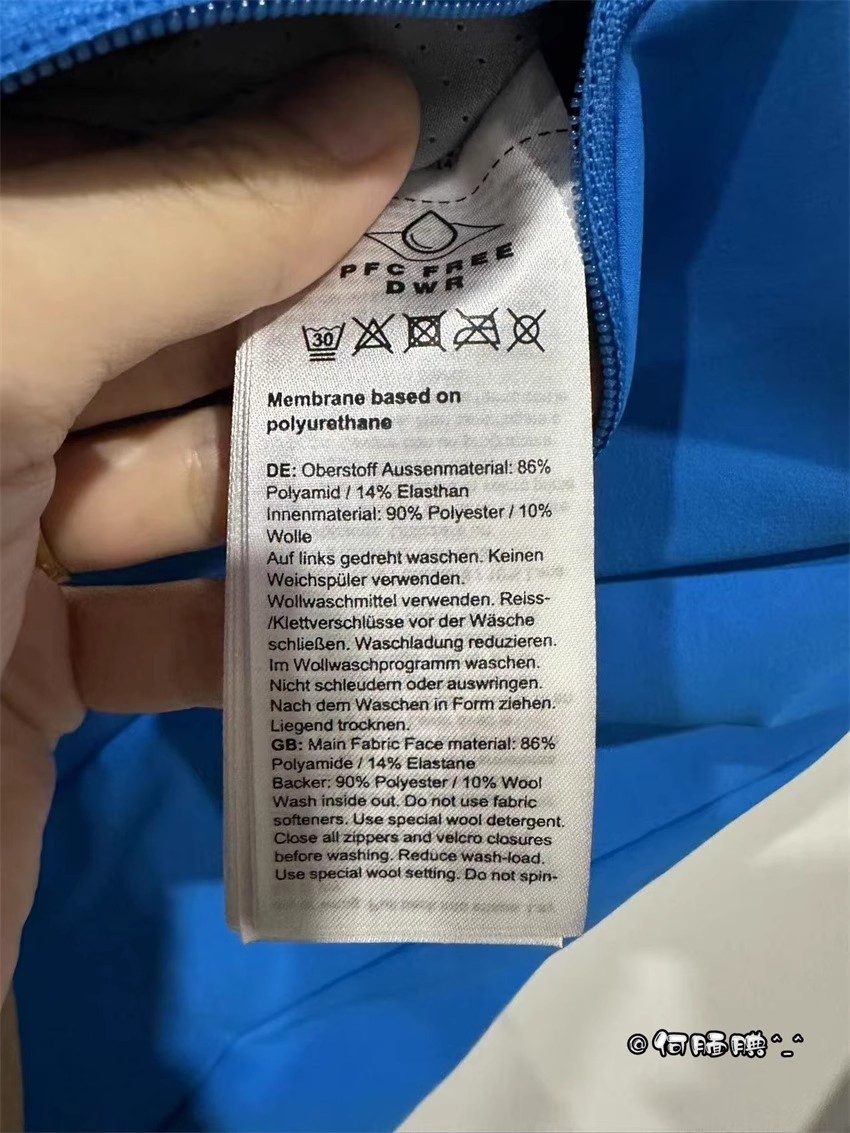 PFC FREE
DWR
30
Membrane based on
polyurethane
DE: Oberstoff Aussenmaterial: 86%
Polyamid / 14% Elasthan
Innenmaterial: 90% Polyester / 10%
Wolle
Auf links gedreht waschen. Keinen
Weichspüler verwenden.
Wollwaschmittel verwenden. Reiss-
/Klettverschlüsse vor der Wäsche
schließen. Waschladung reduzieren.
Im Wollwaschprogramm waschen.
Nicht schleudern oder auswringen.
Nach dem Waschen in Form ziehen.
Liegend trocknen.
GB: Main Fabric Face material: 86%
Polyamide / 14% Elastane
Backer: 90% Polyester / 10% Wool
Wash inside out. Do not use fabric
softeners. Use special wool detergent.
Close all zippers and velcro closures
before washing. Reduce wash-load.
Use special wool setting. Do not spin-